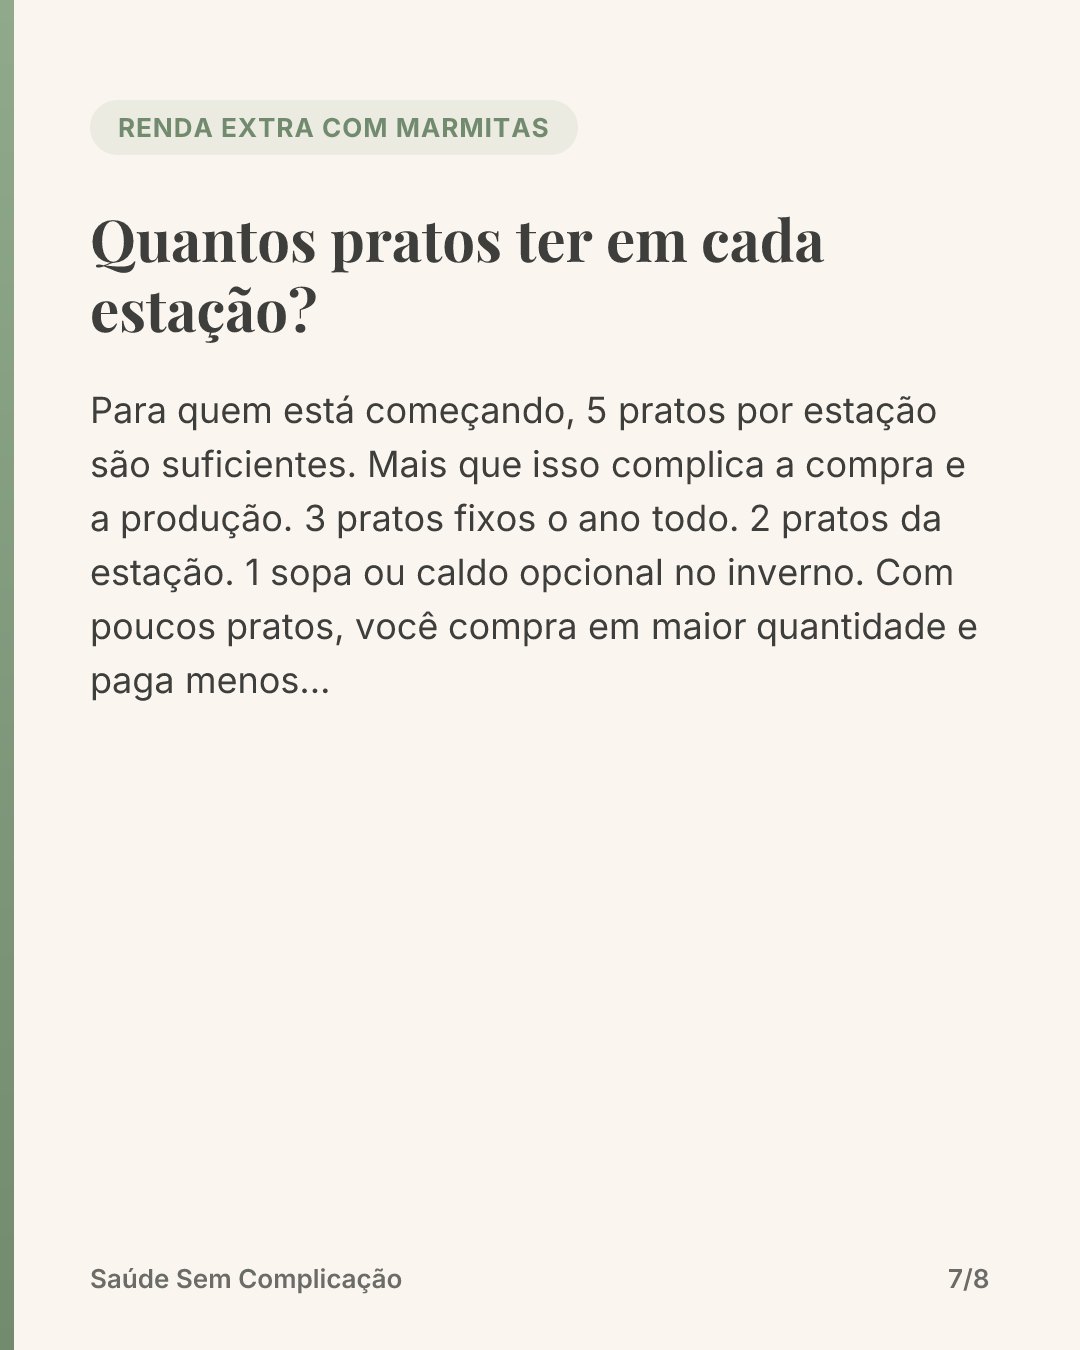 RENDA EXTRA COM MARMITAS
Quantos pratos ter em cada
estação?
Para quem está começando, 5 pratos por estação
são suficientes. Mais que isso complica a compra e
a produção. 3 pratos fixos o ano todo. 2 pratos da
estação. 1 sopa ou caldo opcional no inverno. Com
poucos pratos, você compra em maior quantidade e
paga menos...
Saúde Sem Complicação
7/8